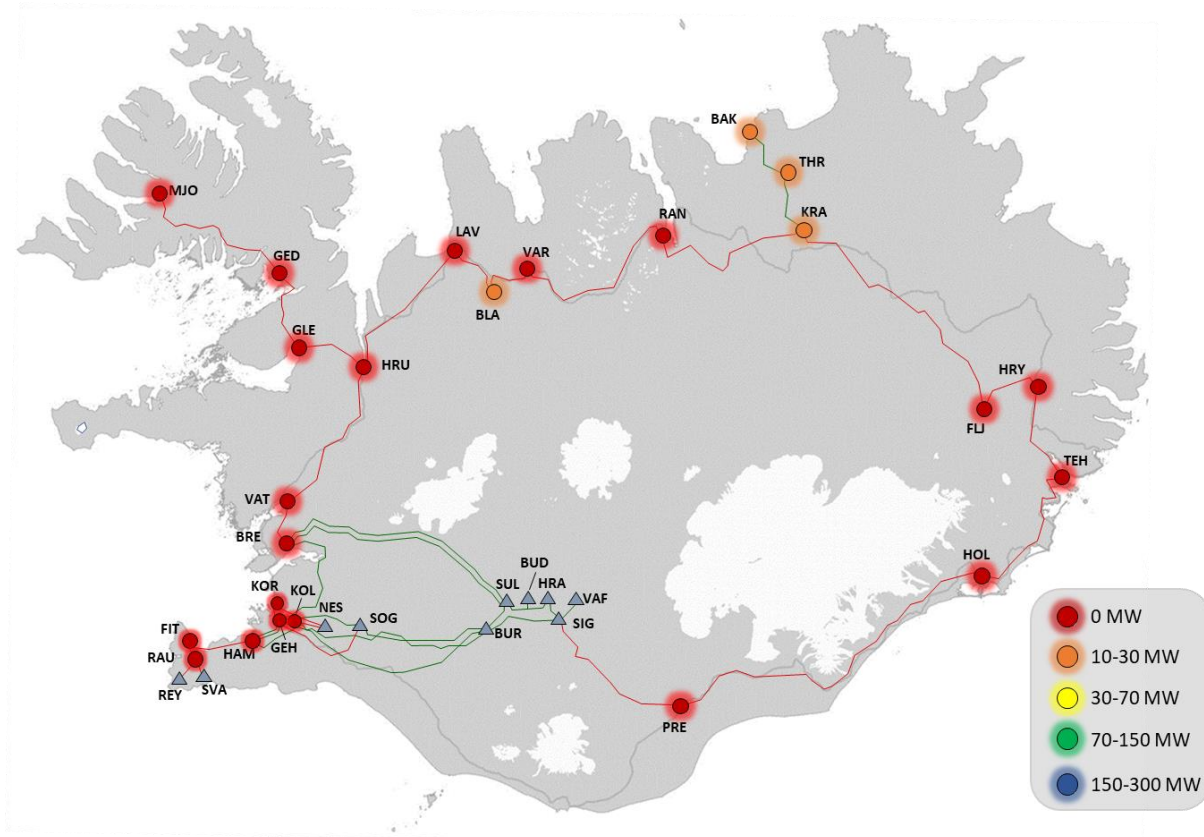 BAK
THR
MJO
KRA
RAN
LAV
VAR
GED
BLA
GLE
HRU
HRY
FLJ
TEH
VAT
BRE
HOL
BUD
SUL
HRA
VAF
KOR
KOL
NES
SOG
SIG
FIT
BUR
GEH
HAM
RAU
SVA
REY
PRE
0 MW
10-30 MW
30-70 MW
70-150 MW
150-300 MW